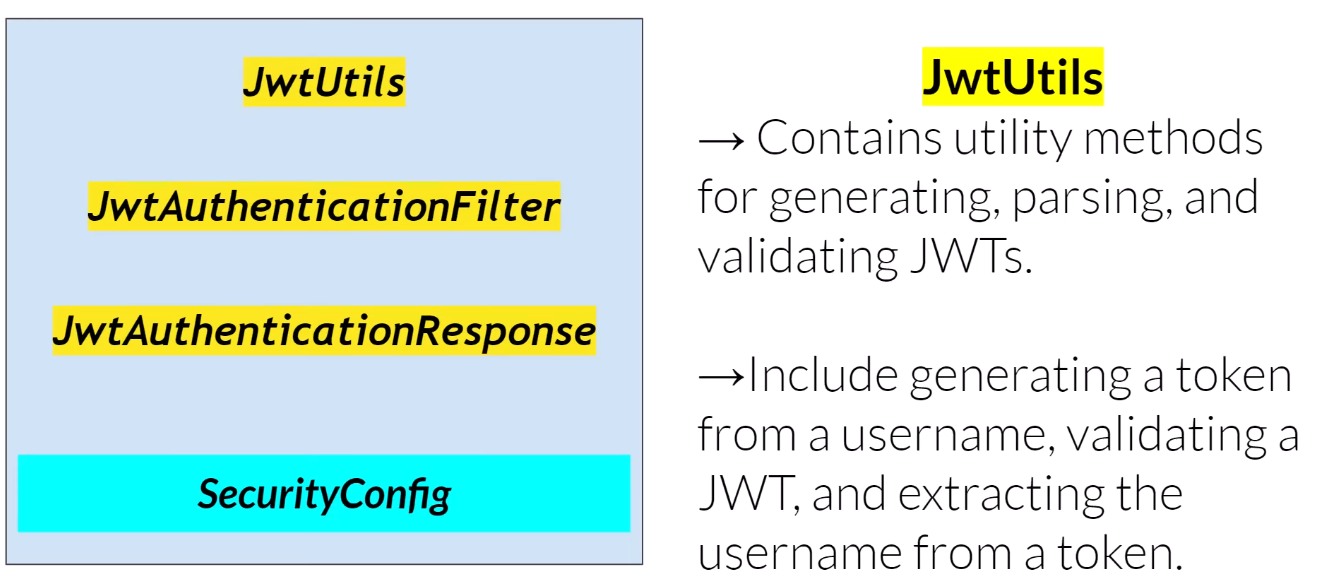 JwtUtils
JwtAuthenticationFilter
JwtAuthenticationResponse
SecurityConfig
JwtUtils
→ Contains utility methods
for generating, parsing, and
validating JWTs.
→Include generating a token
from a username, validating a
JWT, and extracting the
username from a token.